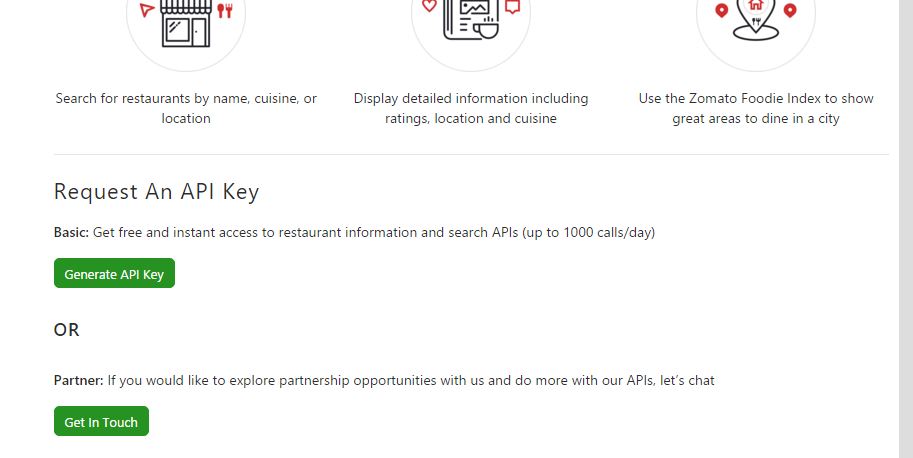 Search for restaurants by name, cuisine, or
location
Display detailed information including
ratings, location and cuisine
Use the Zomato Foodie Index to show
great areas to dine in a city
Request An API Key
Basic: Get free and instant access to restaurant information and search APIs (up to 1000 calls/day)
Generate API Key
OR
Partner: If you would like to explore partnership opportunities with us and do more with our APIs, let’s chat
Get In Touch